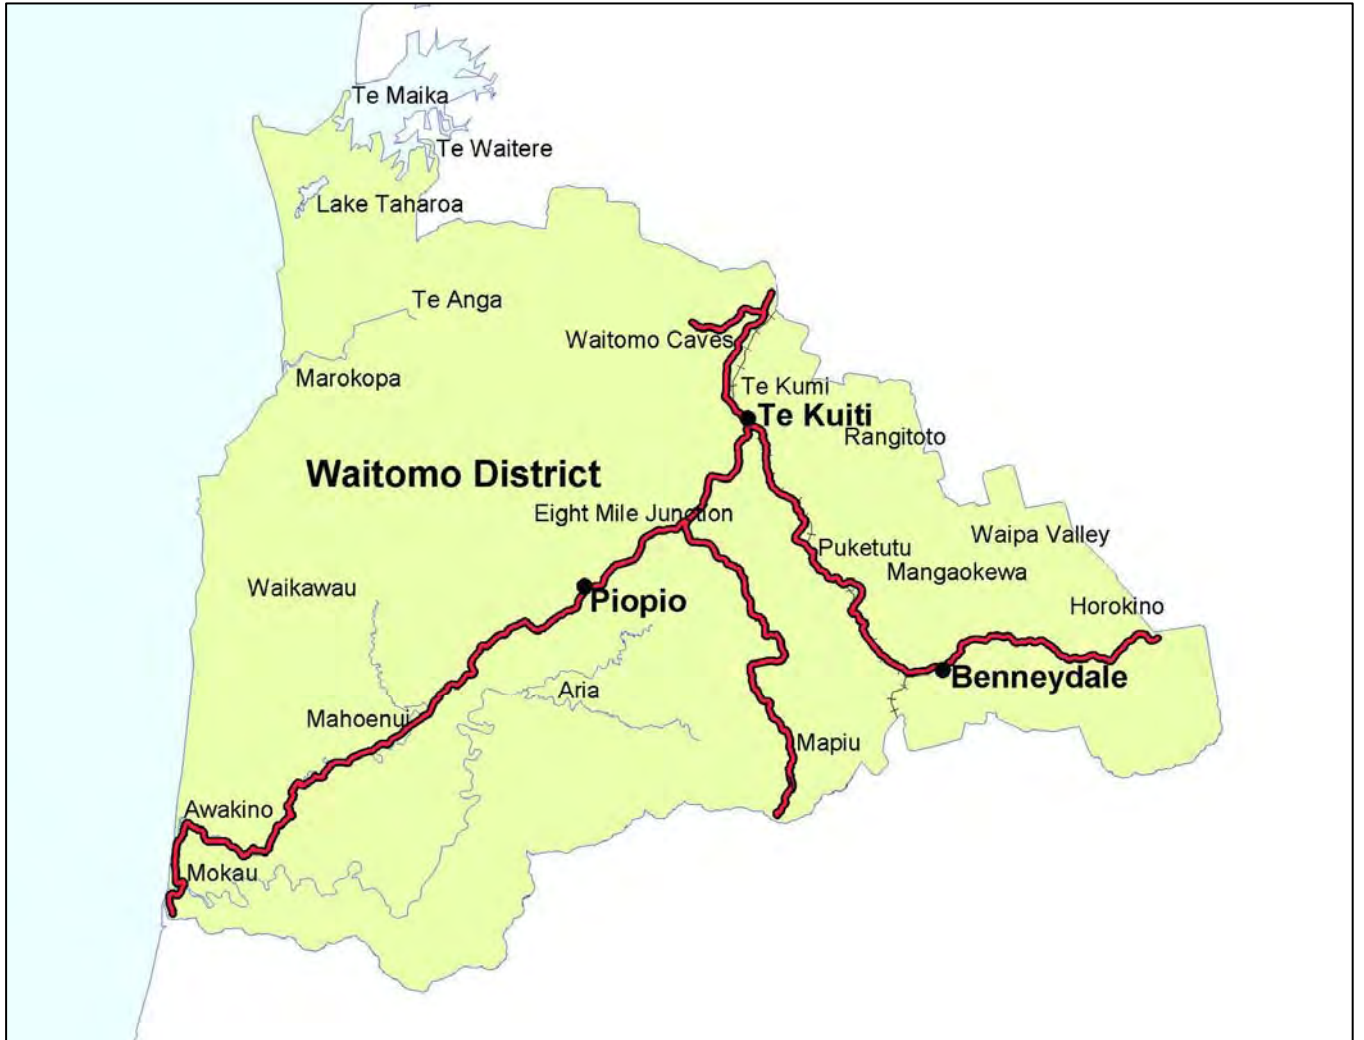 Te Maika
Te Waitere
Lake Taharoa
Te Anga
Waitomo Caves
Marokopa
Te Kumi
Te Kuiti
Rangitoto
Waitomo District
Eight Mile Junction
Waipa Valley
Puketutu
Mangaokewa
Waikawau
Piopio
Horokino
Benneydale
Aria
Mahoenui
Mapiu
Awakino
Mokau